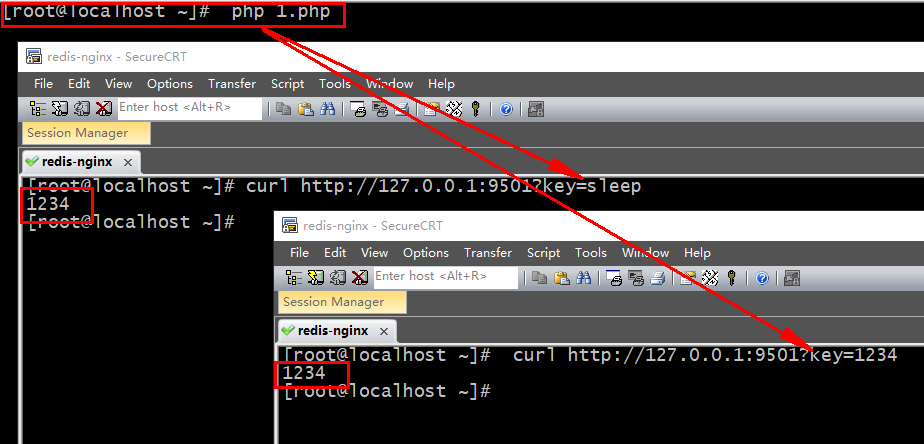 [root@localhost ~]#  php 1.php
redis-nginx - SecureCRT
File Edit View Options Transfer Script Tools Window Help
Enter host <Alt+R>
Session Manager
redis-nginx ×
[root@localhost ~]# curl http://127.0.0.1:9501?key=sleep
1234
[root@localhost ~]#
redis-nginx - SecureCRT
File Edit View Options Transfer Script Tools Window Help
Enter host <Alt+R>
Session Manager
redis-nginx ×
[root@localhost ~]#  curl http://127.0.0.1:9501?key=1234
1234
[root@localhost ~]#